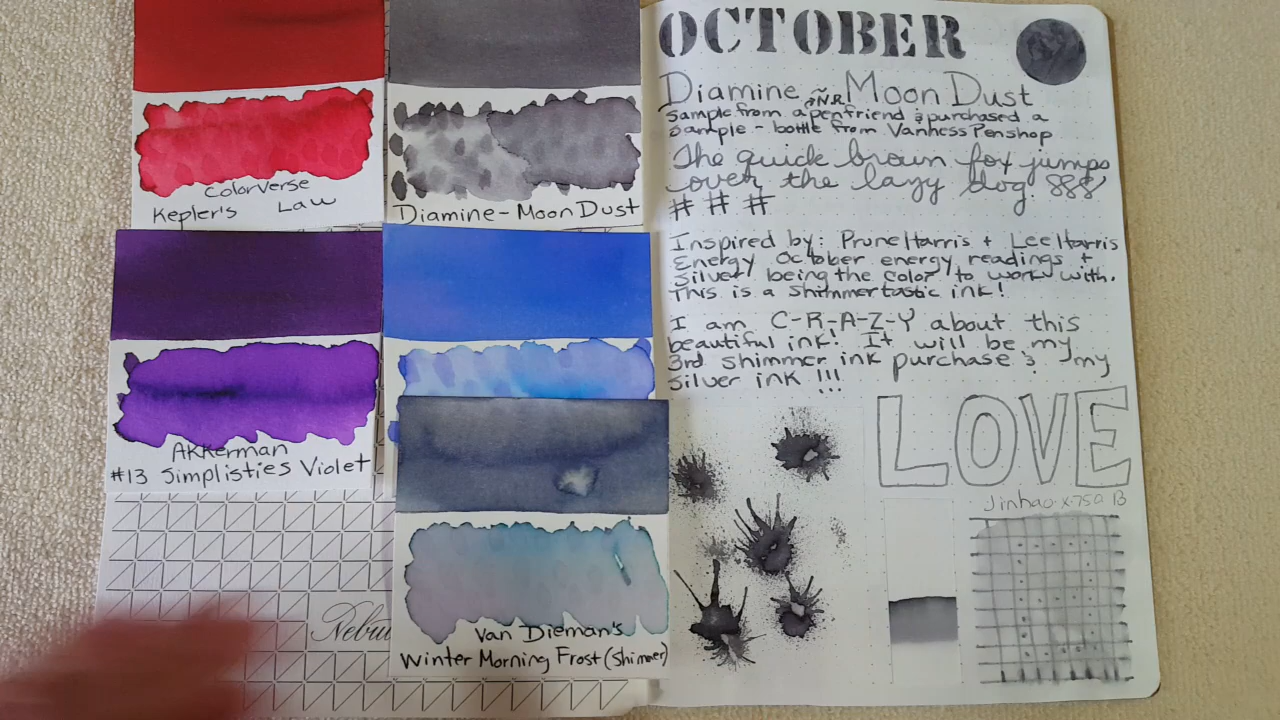 ColorVerse
Kepler's Law
Diamine - Moon Dust
AKKerman
#13 Simplisties Violet
Van Dieman's
Winter Morning Frost (Shimmer)
OCTOBER
Diamine Moon Dust
Sample from a penfriend & purchased a
sample - bottle from Vanness Penshop
The quick brown fox jumps
over the lazy dog. 888
# # #
Inspired by: Prune Harris + Lee Harris
Energy October energy readings +
Silver being the color to work with.
This is a shimmertastic ink!
I am C-R-A-Z-Y about this
beautiful ink! It will be my
3rd shimmer ink purchase & my
silver ink !!!
LOVE
Jinhao X-750 B